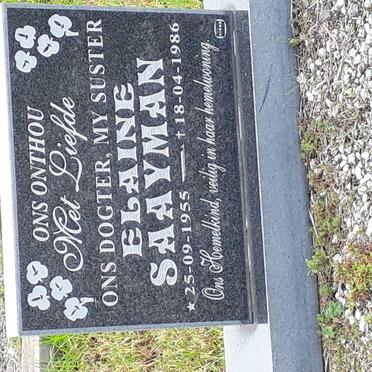 ONS ONTHOU
Met Liefde
ONS DOGTER, MY SUSTER
ELAINE
SAAYMAN
★ 25-09-1955 — † 18-04-1986
Ons Hemelkind, veilig in haar hemelwoning.